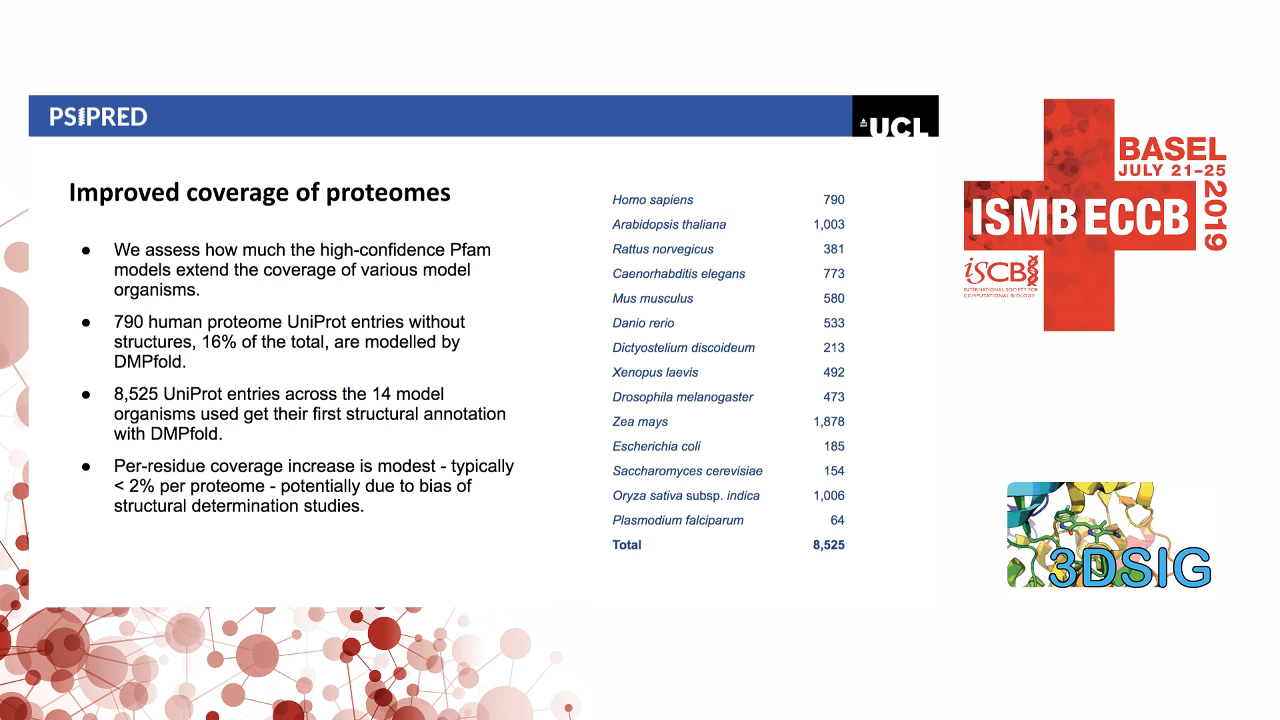 PSIPRED
UCL
Improved coverage of proteomes
● We assess how much the high-confidence Pfam
models extend the coverage of various model
organisms.
● 790 human proteome UniProt entries without
structures, 16% of the total, are modelled by
DMPfold.
● 8,525 UniProt entries across the 14 model
organisms used get their first structural annotation
with DMPfold.
● Per-residue coverage increase is modest - typically
< 2% per proteome - potentially due to bias of
structural determination studies.
Homo sapiens 790
Arabidopsis thaliana 1,003
Rattus norvegicus 381
Caenorhabditis elegans 773
Mus musculus 580
Danio rerio 533
Dictyostelium discoideum 213
Xenopus laevis 492
Drosophila melanogaster 473
Zea mays 1,878
Escherichia coli 185
Saccharomyces cerevisiae 154
Oryza sativa subsp. indica 1,006
Plasmodium falciparum 64
Total 8,525
BASEL
JULY 21–25
2019
ISMB ECCB
ISCB
INTERNATIONAL SOCIETY FOR
COMPUTATIONAL BIOLOGY
3DSIG